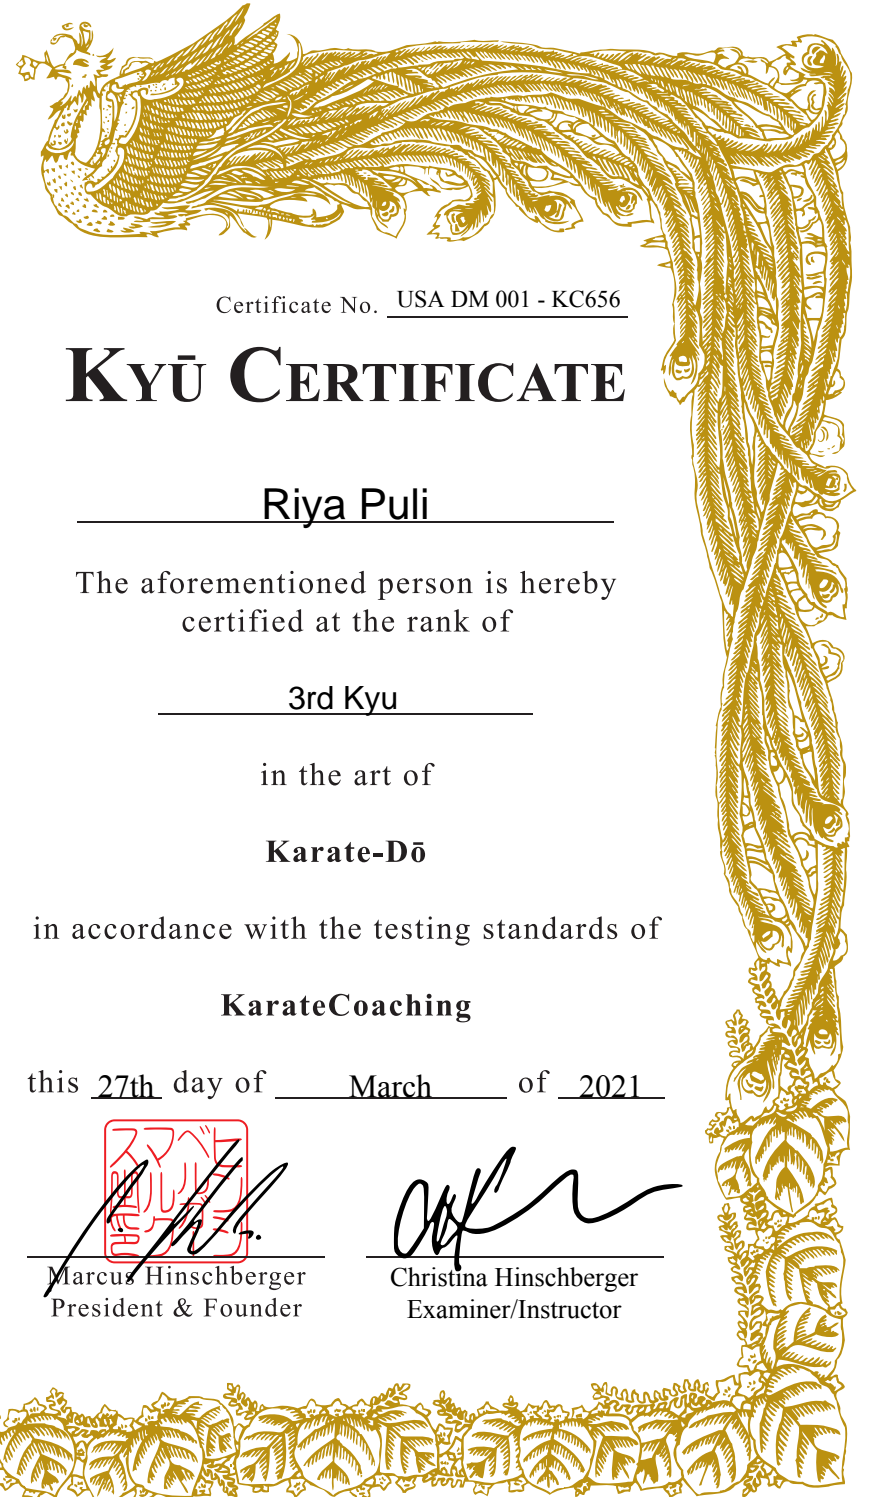 Certificate No. USA DM 001 - KC656
KYŪ CERTIFICATE
Riya Puli
The aforementioned person is hereby
certified at the rank of
3rd Kyu
in the art of
Karate-Dō
in accordance with the testing standards of
KarateCoaching
this 27th day of March of 2021
Marcus Hinschberger
President & Founder
Christina Hinschberger
Examiner/Instructor